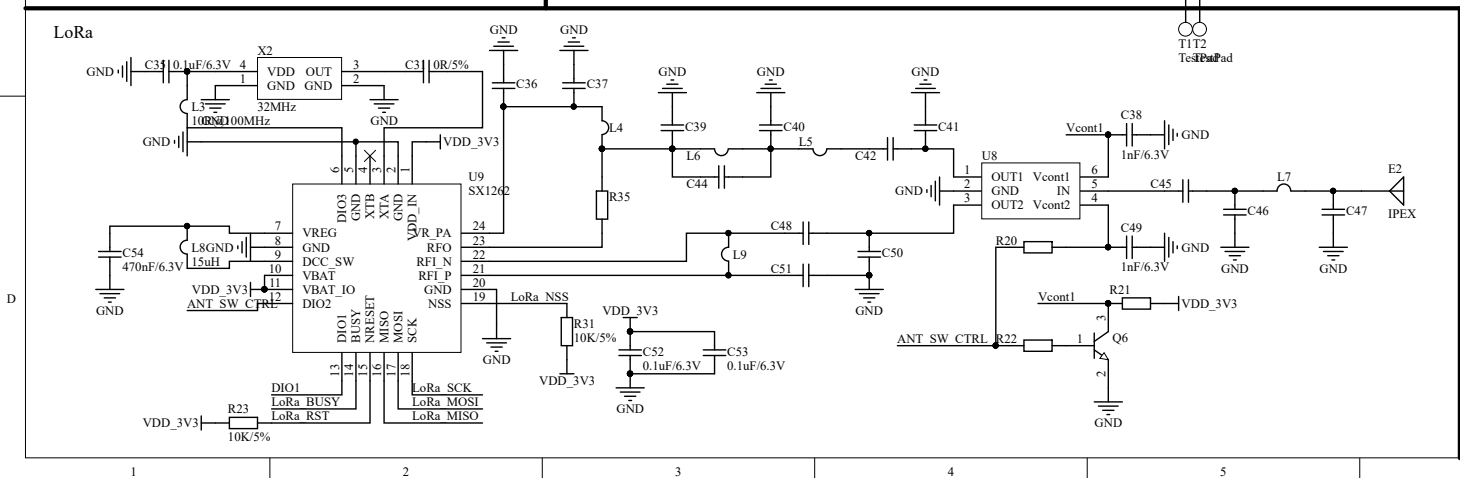 LoRa
T1 T2
TestPad
TestPad
X2
C35 0.1uF/6.3V
GND
4 VDD OUT 3
1 GND GND 2
32MHz
C31 0R/5%
GND
L3
GND
GND
GND
VDD_3V3
GND
C36
GND
C37
L4
GND
C39
L6
C44
GND
C40
L5
C42
GND
C41
R35
U9
SX1262
6 5 4 3 2 1
DIO3
GND
XTB
XTA
GND
VDD_IN
7 VREG
8 GND
9 DCC_SW
10 VBAT
11 VBAT_IO
12 DIO2
VR_PA 24
RFO 23
RFI_N 22
RFI_P 21
GND 20
NSS 19
DIO1
BUSY
NRESET
MISO
MOSI
SCK
13 14 15 16 17 18
C54
470nF/6.3V
GND
L8
15uH
GND
VDD_3V3
ANT_SW_CTRL
DIO1
LoRa_BUSY
LoRa_RST
LoRa_SCK
LoRa_MOSI
LoRa_MISO
VDD_3V3
R23
10K/5%
GND
LoRa_NSS
R31
10K/5%
VDD_3V3
VDD_3V3
C52
0.1uF/6.3V
C53
0.1uF/6.3V
GND
C48
L9
C51
C50
GND
U8
1 OUT1 Vcont1 6
2 GND IN 5
3 OUT2 Vcont2 4
GND
Vcont1
C38
1nF/6.3V
GND
C45
L7
C46
GND
C47
GND
E2
IPEX
R20
C49
1nF/6.3V
GND
Vcont1
R21
VDD_3V3
ANT_SW_CTRL
R22
1
2
3
Q6
GND
D
1 2 3 4 5